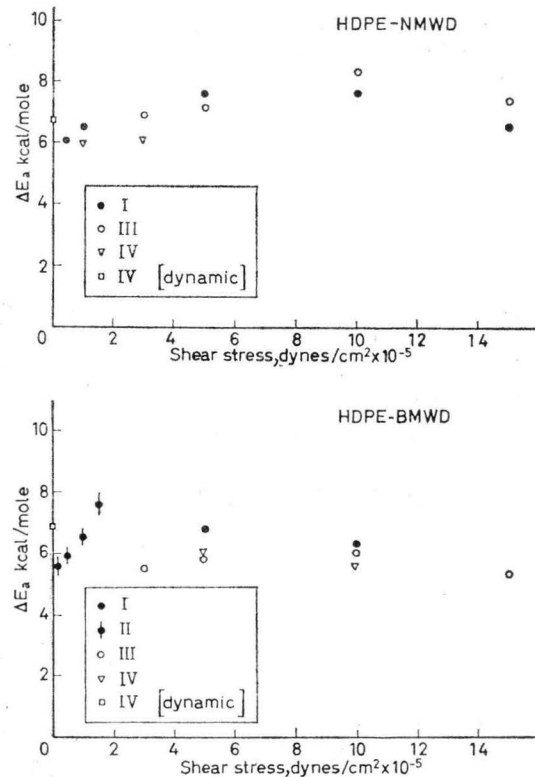 HDPE-NMWD
10
8
6
4
2
0
ΔEa kcal/mole
● I
○ III
▽ IV
□ IV [dynamic]
2 4 6 8 10 12 14
Shear stress,dynes/cm²x10⁻⁵
HDPE-BMWD
10
8
6
4
2
0
ΔEa kcal/mole
● I
● II
○ III
▽ IV
□ IV [dynamic]
2 4 6 8 10 12 14
Shear stress,dynes/cm²x10⁻⁵